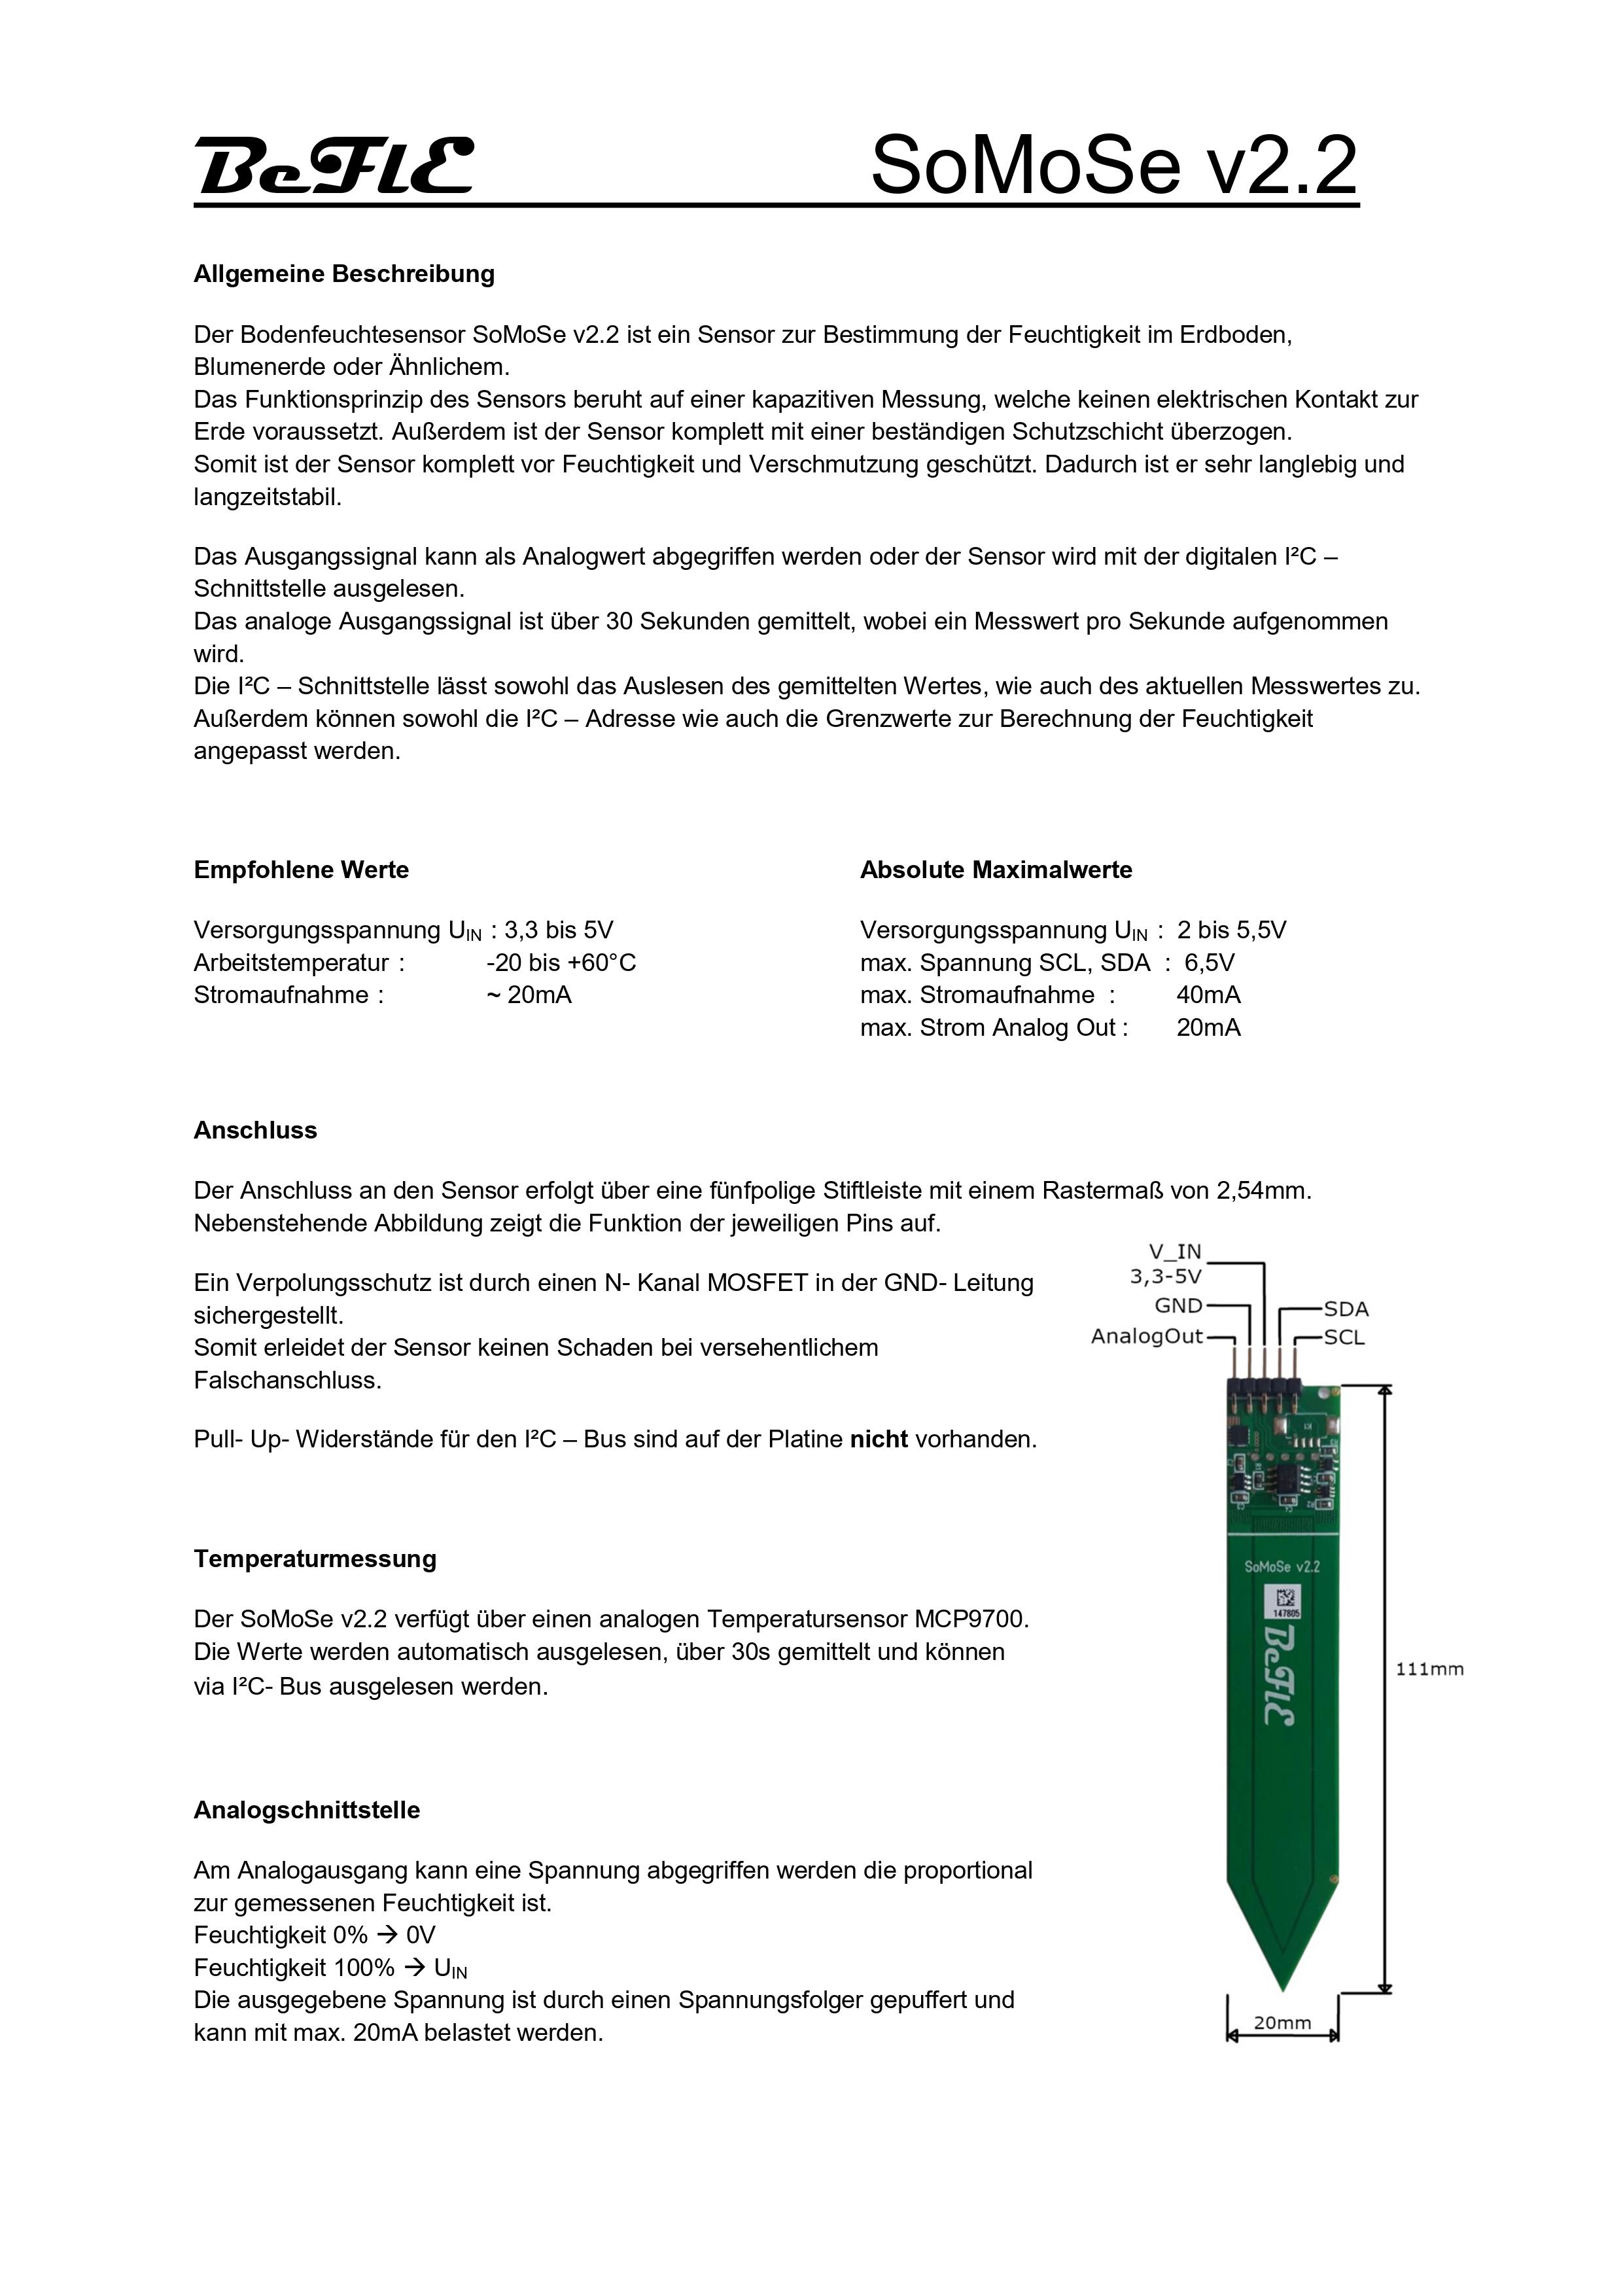 BeFlE SoMoSe v2.2
Allgemeine Beschreibung
Der Bodenfeuchtesensor SoMoSe v2.2 ist ein Sensor zur Bestimmung der Feuchtigkeit im Erdboden,
Blumenerde oder Ähnlichem.
Das Funktionsprinzip des Sensors beruht auf einer kapazitiven Messung, welche keinen elektrischen Kontakt zur
Erde voraussetzt. Außerdem ist der Sensor komplett mit einer beständigen Schutzschicht überzogen.
Somit ist der Sensor komplett vor Feuchtigkeit und Verschmutzung geschützt. Dadurch ist er sehr langlebig und
langzeitstabil.
Das Ausgangssignal kann als Analogwert abgegriffen werden oder der Sensor wird mit der digitalen I²C –
Schnittstelle ausgelesen.
Das analoge Ausgangssignal ist über 30 Sekunden gemittelt, wobei ein Messwert pro Sekunde aufgenommen
wird.
Die I²C – Schnittstelle lässt sowohl das Auslesen des gemittelten Wertes, wie auch des aktuellen Messwertes zu.
Außerdem können sowohl die I²C – Adresse wie auch die Grenzwerte zur Berechnung der Feuchtigkeit
angepasst werden.
Empfohlene Werte
Versorgungsspannung UIN : 3,3 bis 5V
Arbeitstemperatur : -20 bis +60°C
Stromaufnahme : ~ 20mA
Absolute Maximalwerte
Versorgungsspannung UIN : 2 bis 5,5V
max. Spannung SCL, SDA : 6,5V
max. Stromaufnahme : 40mA
max. Strom Analog Out : 20mA
Anschluss
Der Anschluss an den Sensor erfolgt über eine fünfpolige Stiftleiste mit einem Rastermaß von 2,54mm.
Nebenstehende Abbildung zeigt die Funktion der jeweiligen Pins auf.
Ein Verpolungsschutz ist durch einen N- Kanal MOSFET in der GND- Leitung
sichergestellt.
Somit erleidet der Sensor keinen Schaden bei versehentlichem
Falschanschluss.
Pull- Up- Widerstände für den I²C – Bus sind auf der Platine nicht vorhanden.
Temperaturmessung
Der SoMoSe v2.2 verfügt über einen analogen Temperatursensor MCP9700.
Die Werte werden automatisch ausgelesen, über 30s gemittelt und können
via I²C- Bus ausgelesen werden.
Analogschnittstelle
Am Analogausgang kann eine Spannung abgegriffen werden die proportional
zur gemessenen Feuchtigkeit ist.
Feuchtigkeit 0% → 0V
Feuchtigkeit 100% → UIN
Die ausgegebene Spannung ist durch einen Spannungsfolger gepuffert und
kann mit max. 20mA belastet werden.
V_IN
3,3-5V
GND
AnalogOut
SDA
SCL
K1
SoMoSe v2.2
147805
BeFlE
111mm
20mm